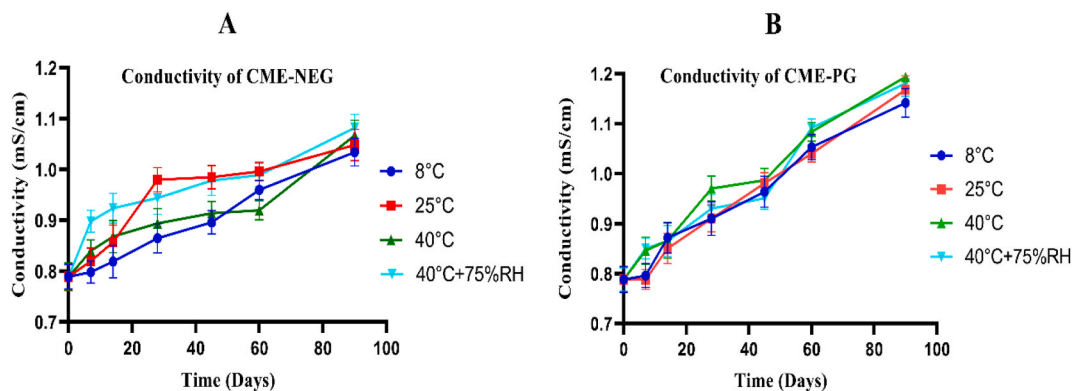 A
Conductivity of CME-NEG
Conductivity (mS/cm)
1.2
1.1
1.0
0.9
0.8
0.7
0
20
40
60
80
100
Time (Days)
8°C
25°C
40°C
40°C+75%RH
B
Conductivity of CME-PG
Conductivity (mS/cm)
1.2
1.1
1.0
0.9
0.8
0.7
0
20
40
60
80
100
Time (Days)
8°C
25°C
40°C
40°C+75%RH